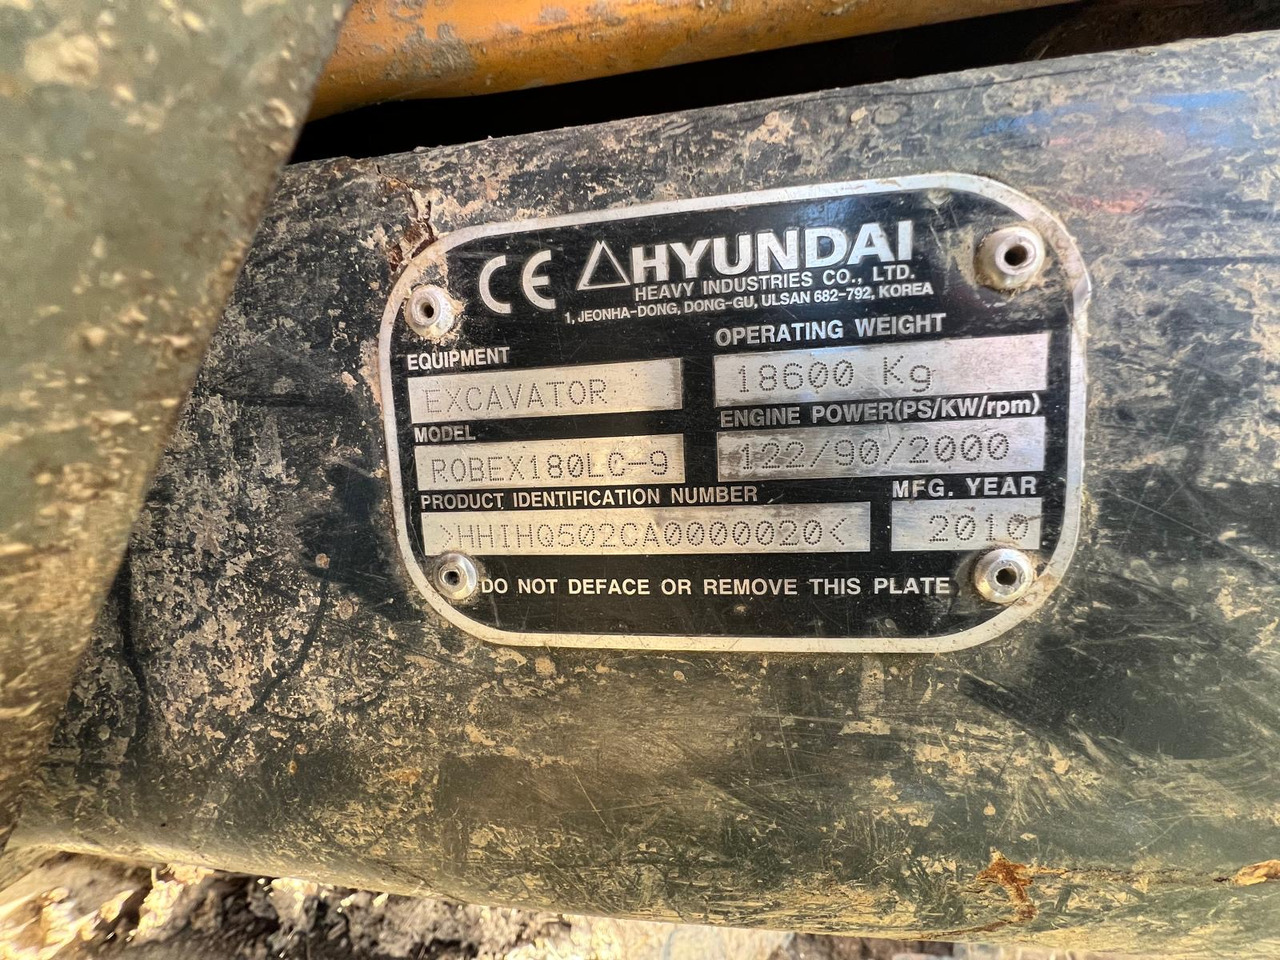 CE HYUNDAI
HEAVY INDUSTRIES CO., LTD.
1, JEONHA-DONG, DONG-GU, ULSAN 682-792, KOREA
EQUIPMENT
EXCAVATOR
OPERATING WEIGHT
18600 Kg
MODEL
ROBEX180LC-9
ENGINE POWER(PS/KW/rpm)
122/90/2000
PRODUCT IDENTIFICATION NUMBER
>HHIHQ502CA0000020<
MFG. YEAR
2010
DO NOT DEFACE OR REMOVE THIS PLATE